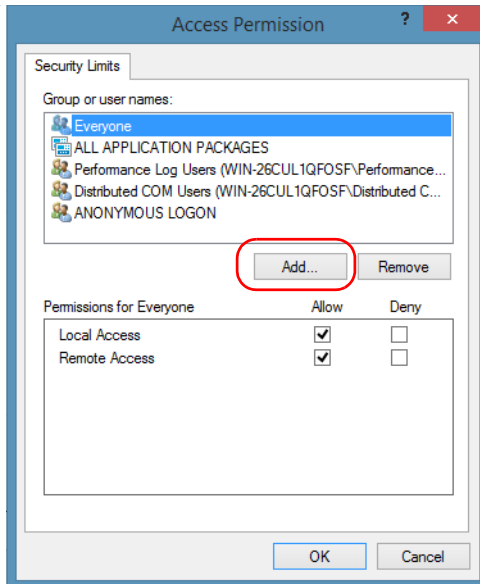 Access Permission
?
Security Limits
Group or user names:
Everyone
ALL APPLICATION PACKAGES
Performance Log Users (WIN-26CUL1QFOSF\Performance...
Distributed COM Users (WIN-26CUL1QFOSF\Distributed C...
ANONYMOUS LOGON
Add... Remove
Permissions for Everyone Allow Deny
Local Access
Remote Access
OK Cancel